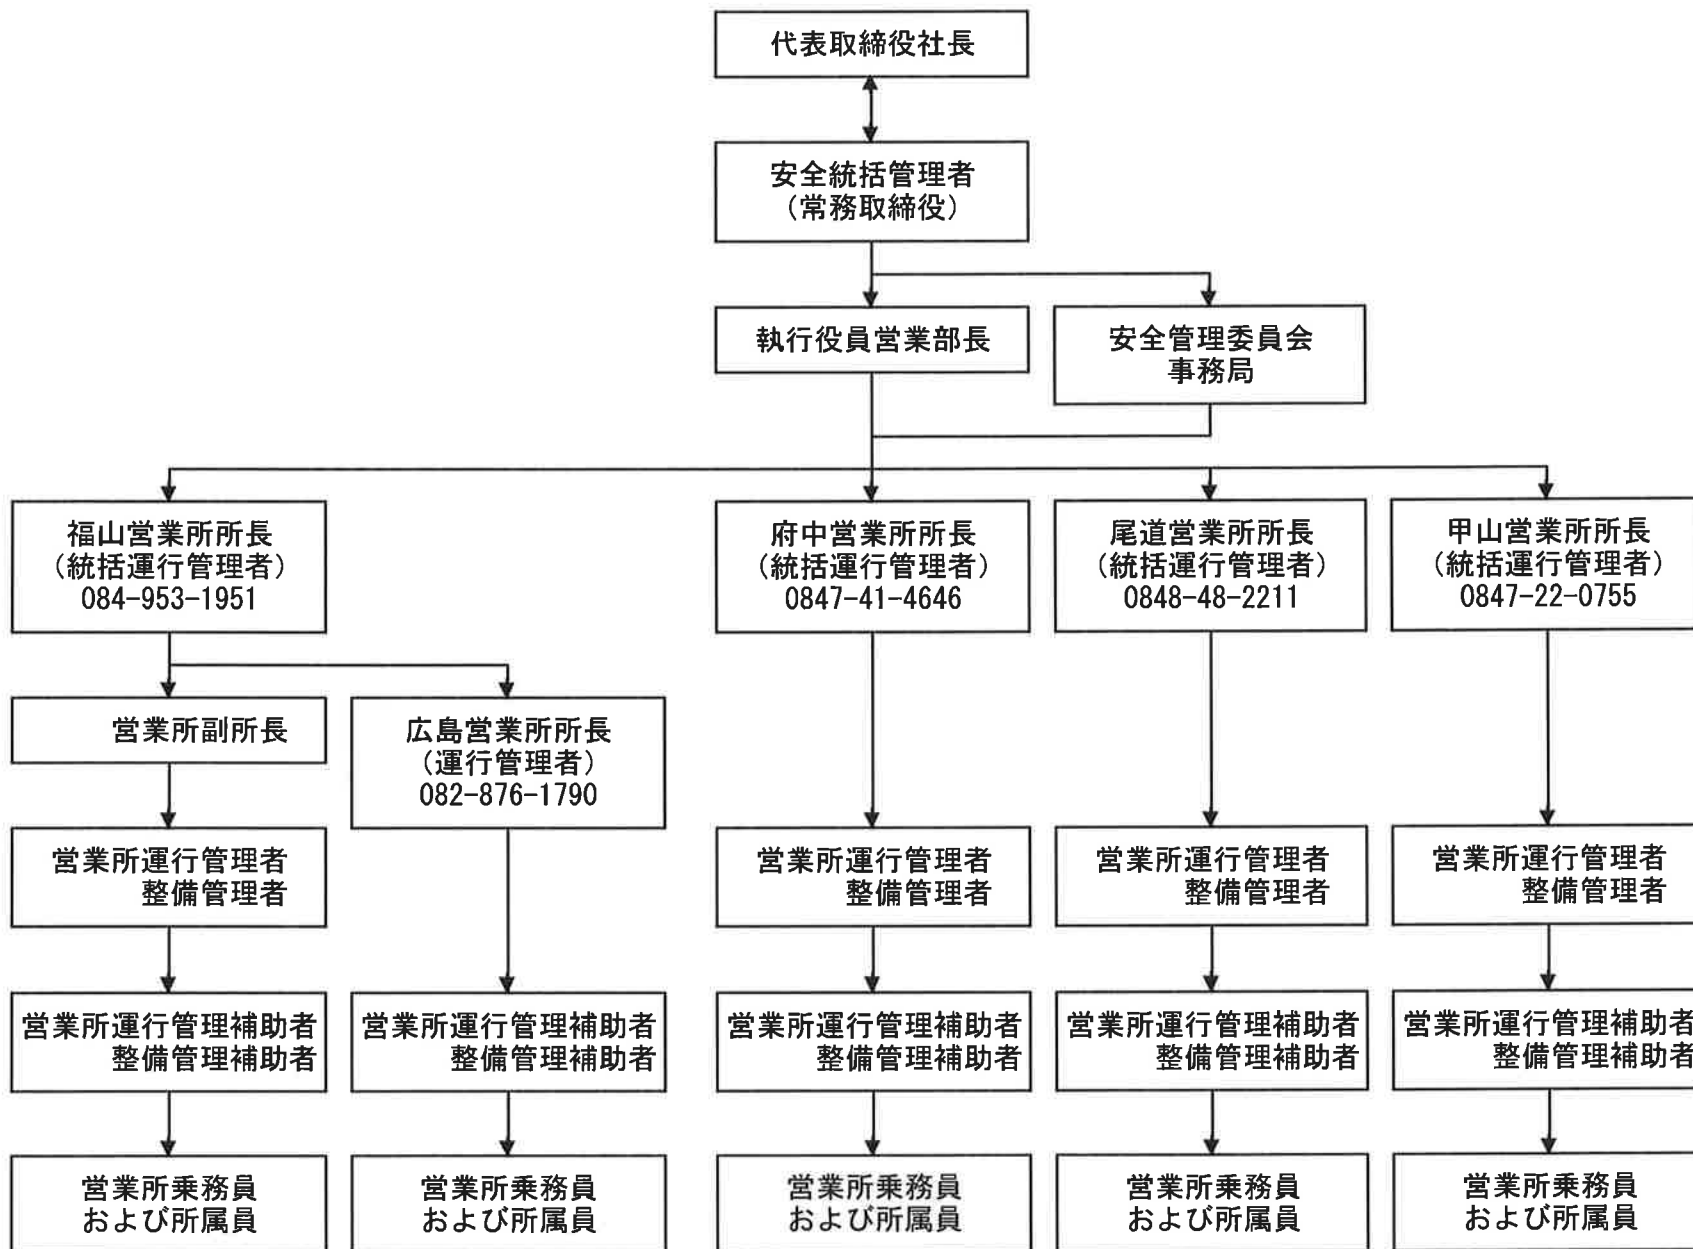 代表取締役社長
安全統括管理者
（常務取締役）
執行役員営業部長
安全管理委員会
事務局
福山営業所所長
（統括運行管理者）
084-953-1951
府中営業所所長
（統括運行管理者）
0847-41-4646
尾道営業所所長
（統括運行管理者）
0848-48-2211
甲山営業所所長
（統括運行管理者）
0847-22-0755
営業所副所長
広島営業所所長
（運行管理者）
082-876-1790
営業所運行管理者
整備管理者
営業所運行管理者
整備管理者
営業所運行管理者
整備管理者
営業所運行管理者
整備管理者
営業所運行管理補助者
整備管理補助者
営業所運行管理補助者
整備管理補助者
営業所運行管理補助者
整備管理補助者
営業所運行管理補助者
整備管理補助者
営業所運行管理補助者
整備管理補助者
営業所乗務員
および所属員
営業所乗務員
および所属員
営業所乗務員
および所属員
営業所乗務員
および所属員
営業所乗務員
および所属員